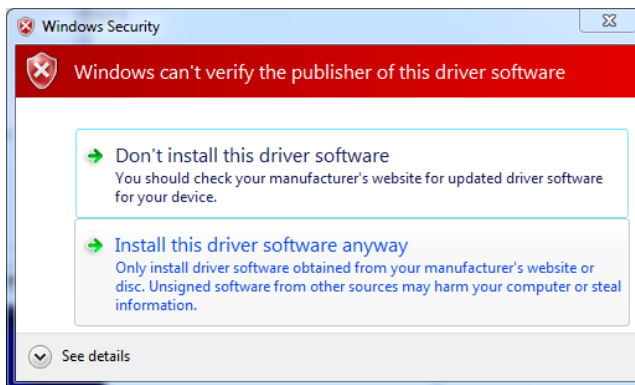 Windows Security
Windows can't verify the publisher of this driver software
Don't install this driver software
You should check your manufacturer's website for updated driver software
for your device.
Install this driver software anyway
Only install driver software obtained from your manufacturer's website or
disc. Unsigned software from other sources may harm your computer or steal
information.
See details